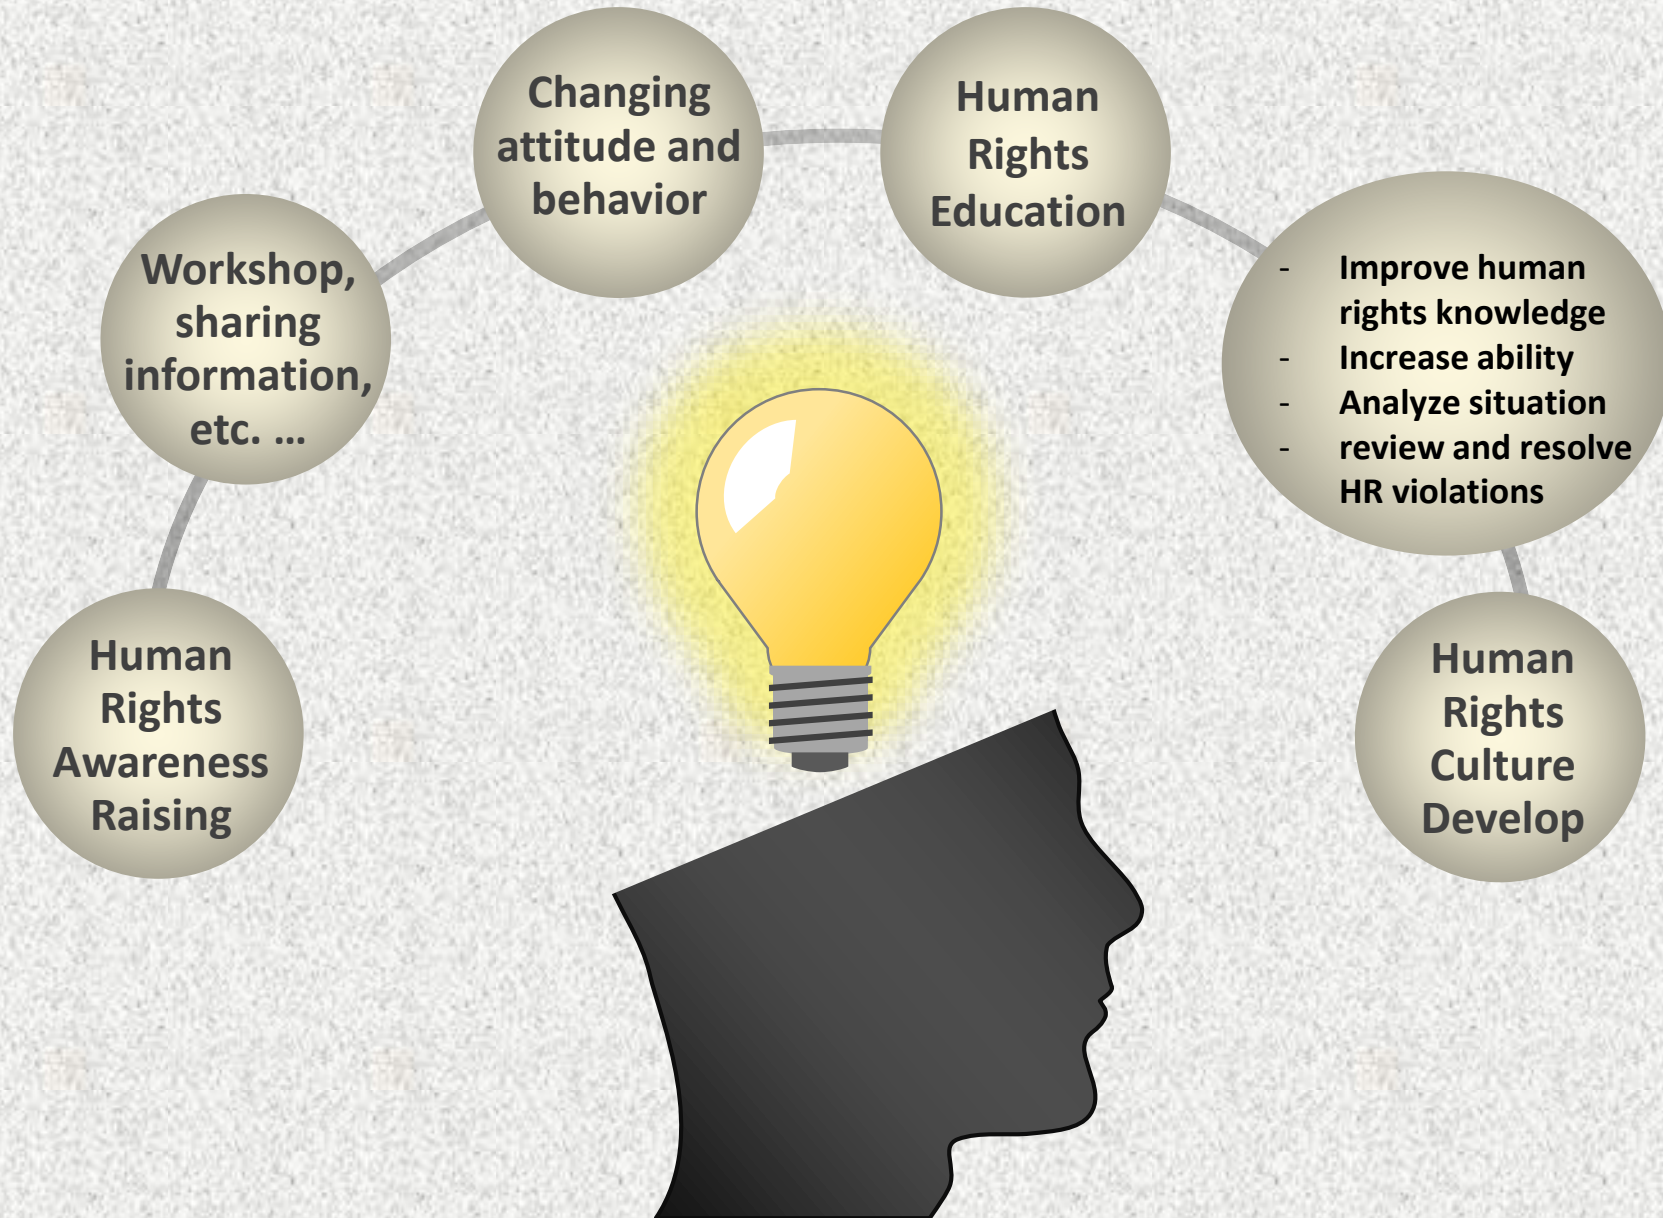 Human
Rights
Awareness
Raising
Workshop,
sharing
information,
etc. ...
Changing
attitude and
behavior
Human
Rights
Education
- Improve human
rights knowledge
- Increase ability
- Analyze situation
- review and resolve
HR violations
Human
Rights
Culture
Develop